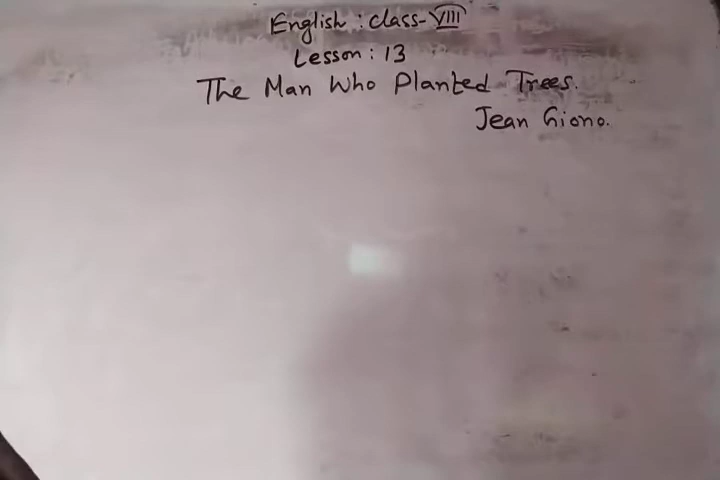 English : class-VIII
Lesson : 13
The Man Who Planted Trees.
Jean Giono.